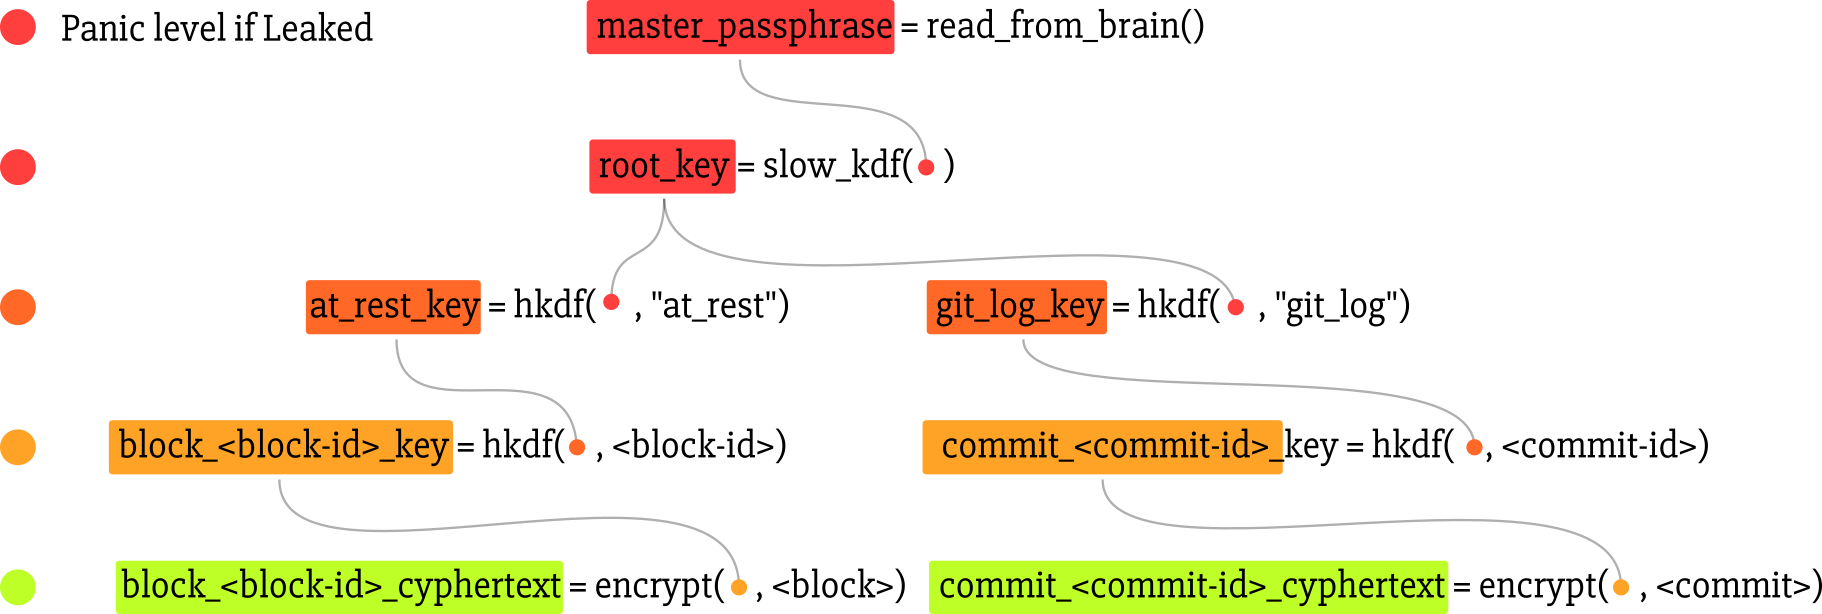 Panic level if Leaked
master_passphrase = read_from_brain()
root_key = slow_kdf( )
at_rest_key = hkdf( , "at_rest")
git_log_key = hkdf( , "git_log")
block_<block-id>_key = hkdf( , <block-id>)
commit_<commit-id>_key = hkdf( , <commit-id>)
block_<block-id>_cyphertext = encrypt( , <block>)
commit_<commit-id>_cyphertext = encrypt( , <commit>)